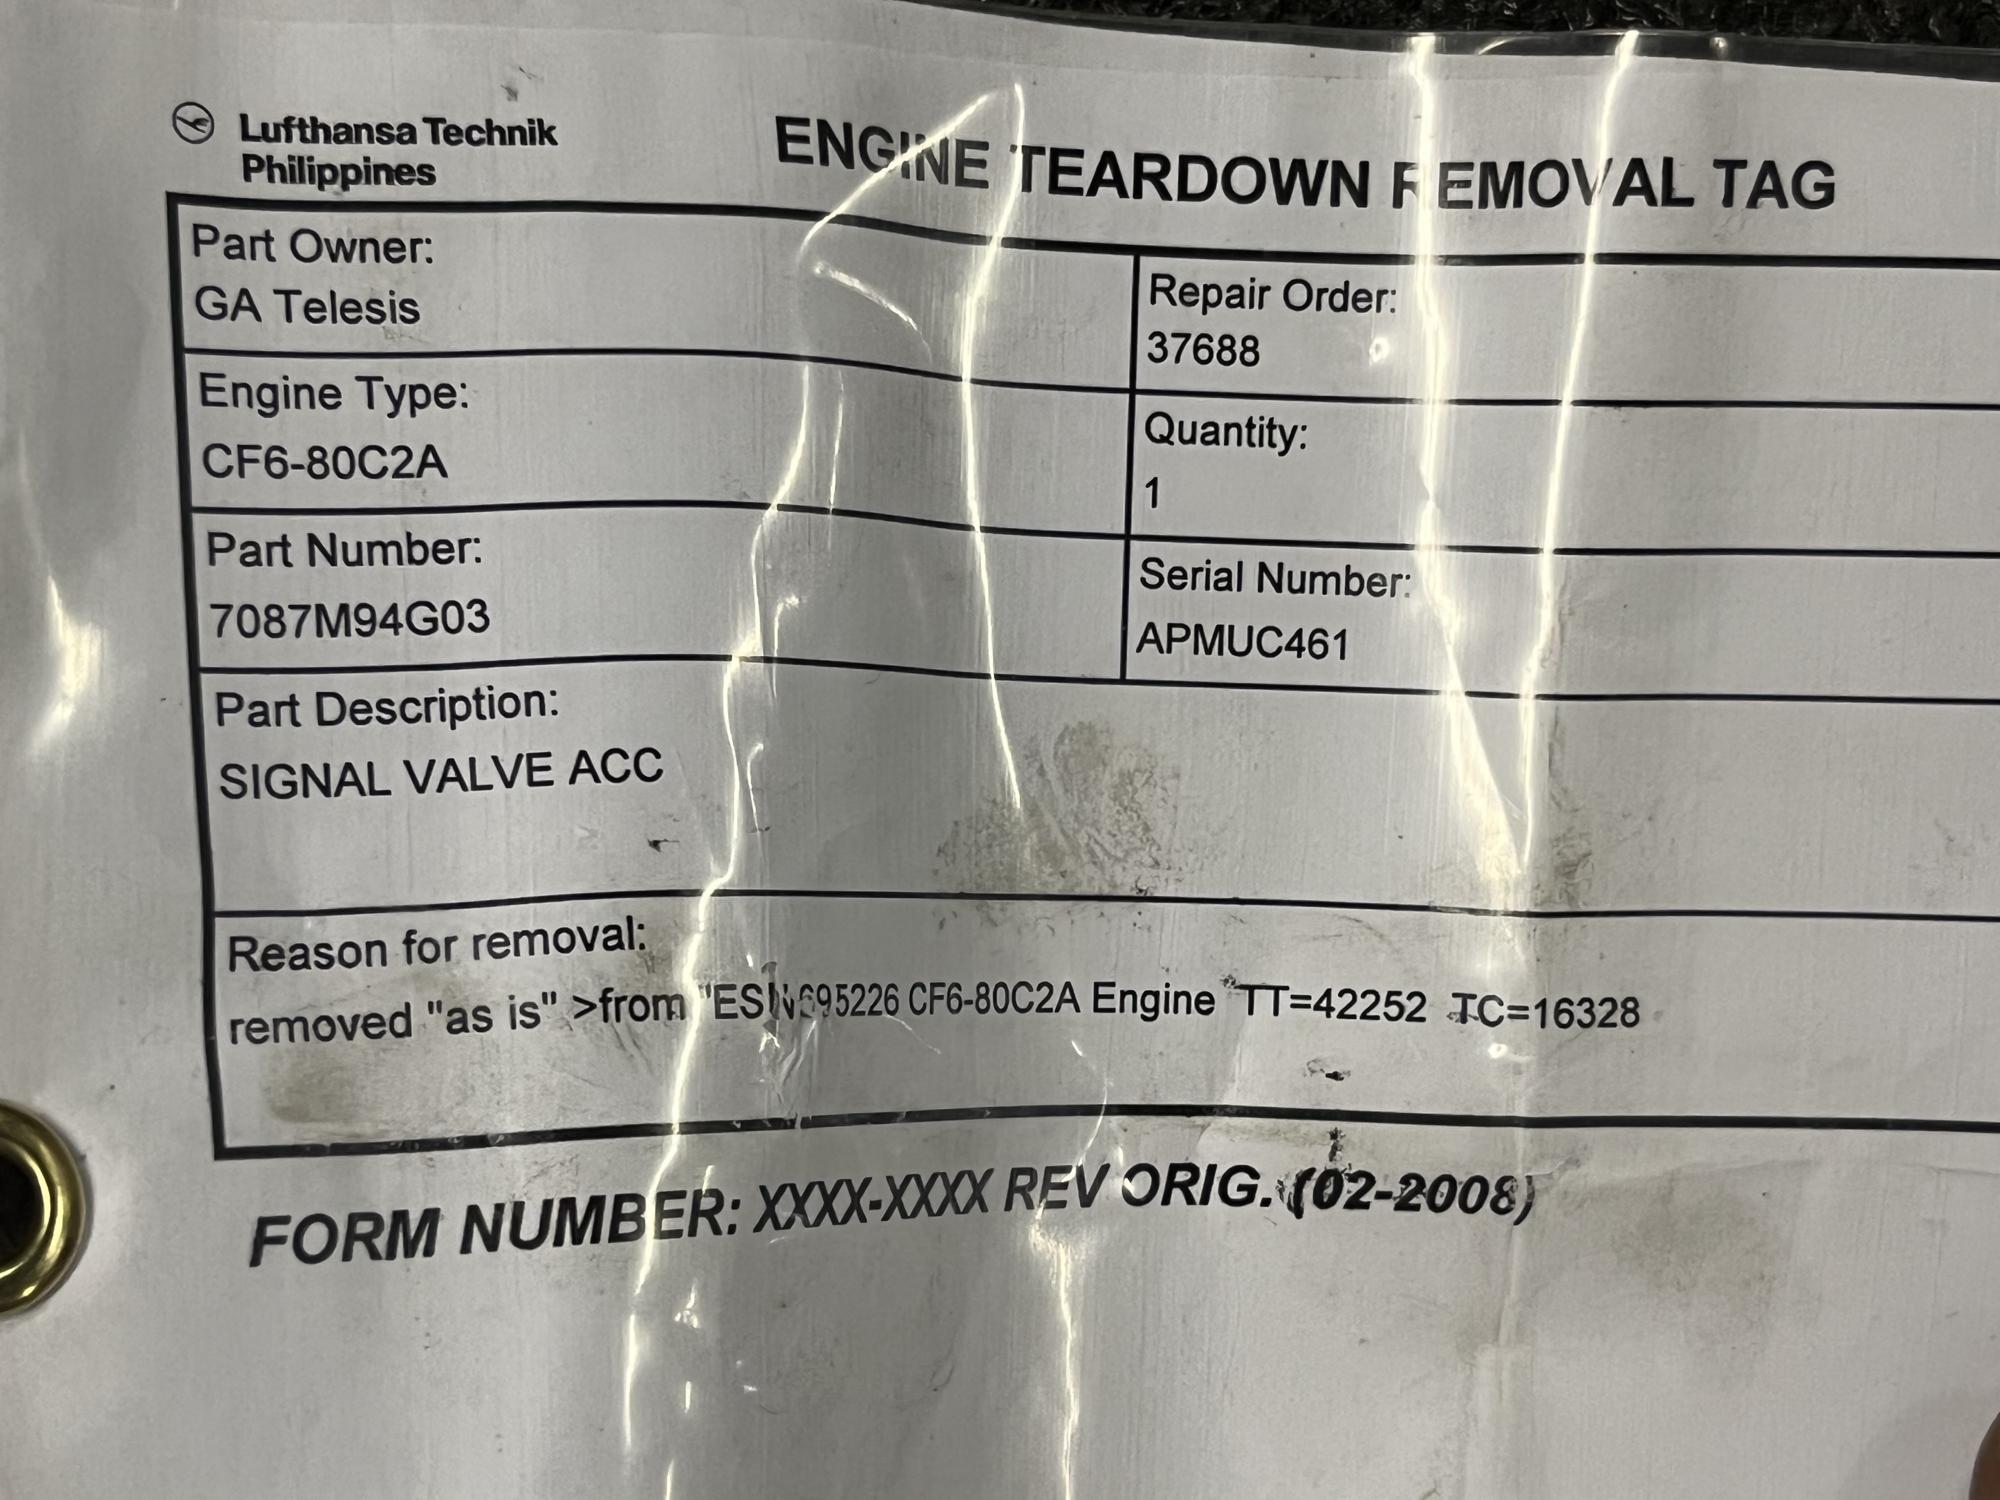 Lufthansa Technik
Philippines
ENGINE TEARDOWN REMOVAL TAG
Part Owner:
GA Telesis
Repair Order:
37688
Engine Type:
CF6-80C2A
Quantity:
1
Part Number:
7087M94G03
Serial Number:
APMUC461
Part Description:
SIGNAL VALVE ACC
Reason for removal:
removed "as is" >from "ESN695226 CF6-80C2A Engine TT=42252 TC=16328
FORM NUMBER: XXXX-XXXX REV ORIG. (02-2008)